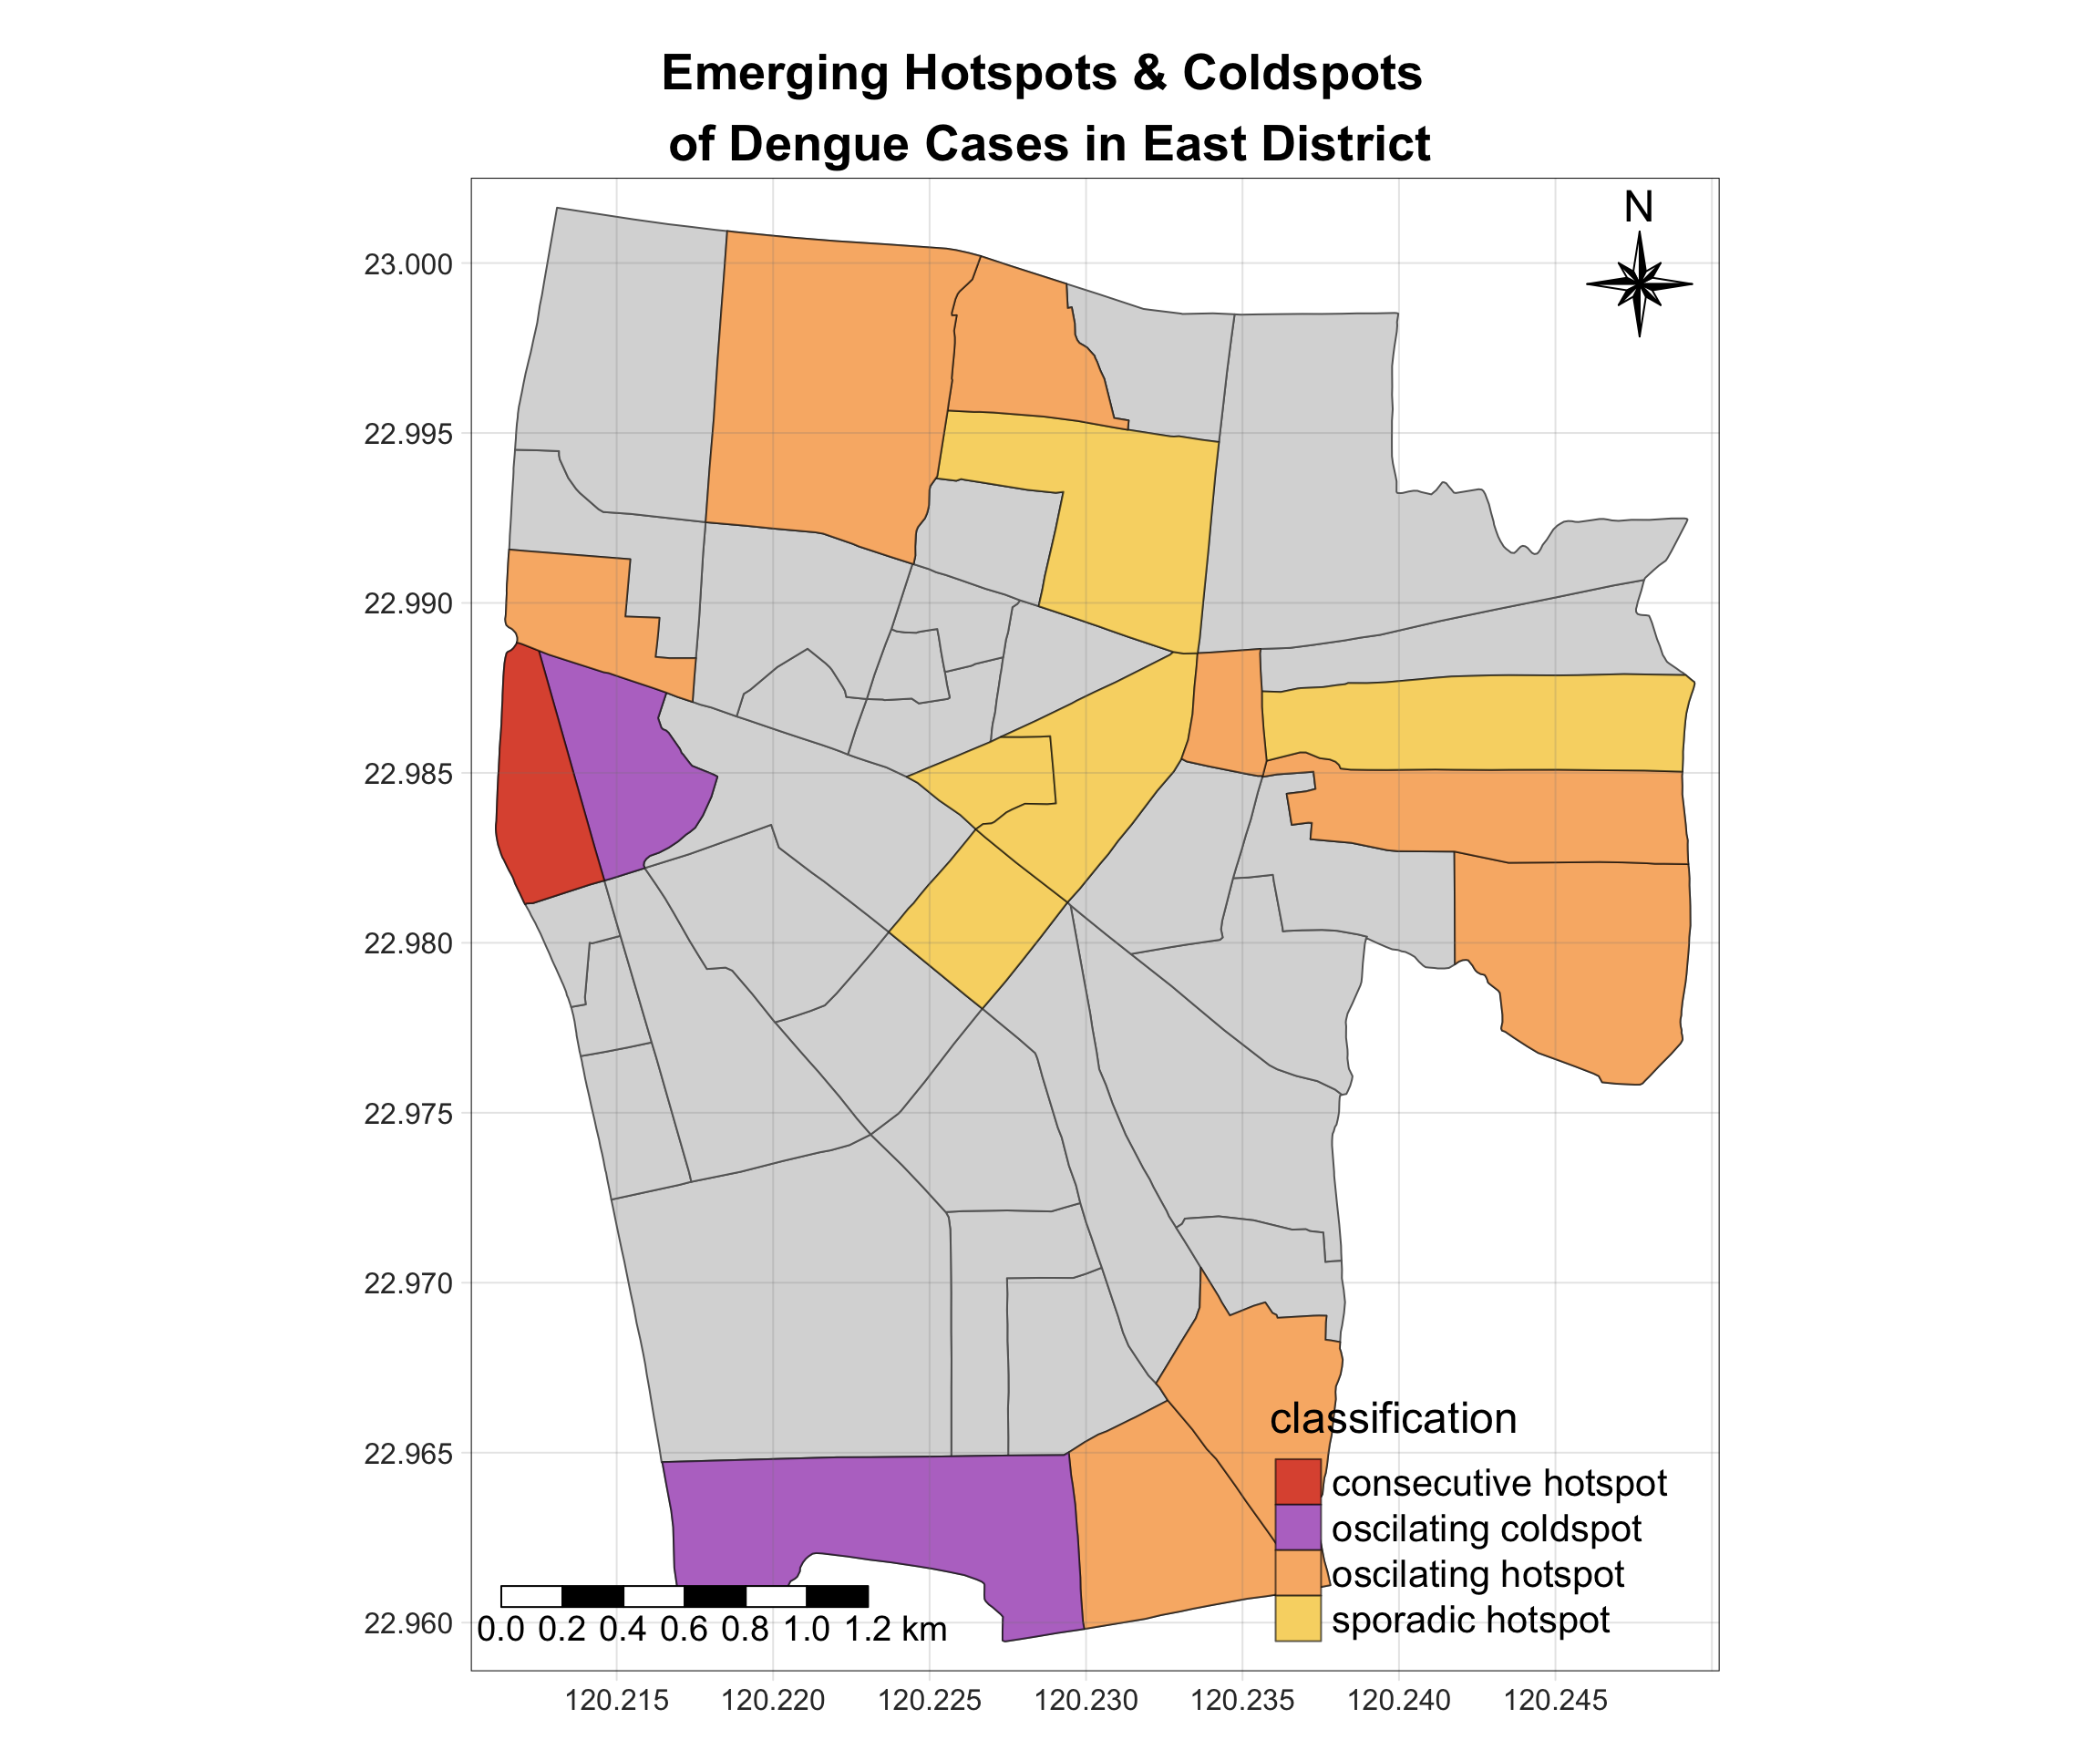 Emerging Hotspots & Coldspots
of Dengue Cases in East District
N
23.000
22.995
22.990
22.985
22.980
22.975
22.970
22.965
22.960
classification
consecutive hotspot
oscilating coldspot
oscilating hotspot
sporadic hotspot
0.0 0.2 0.4 0.6 0.8 1.0 1.2 km
120.215 120.220 120.225 120.230 120.235 120.240 120.245